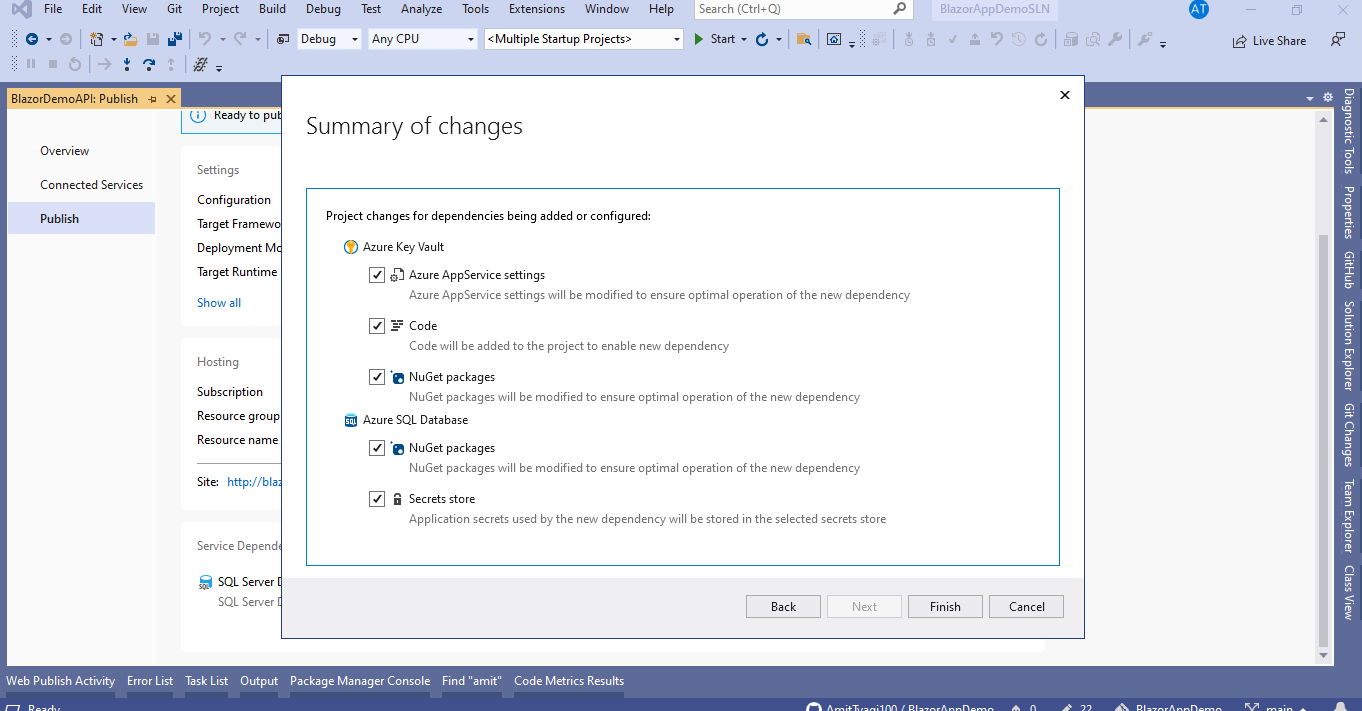 File Edit View Git Project Build Debug Test Analyze Tools Extensions Window Help Search (Ctrl+Q) BlazorAppDemoSLN AT
Debug Any CPU <Multiple Startup Projects> Start Live Share
BlazorDemoAPI: Publish
Ready to pub
Overview
Connected Services
Publish
Settings
Configuration
Target Framewo
Deployment Mo
Target Runtime
Show all
Hosting
Subscription
Resource group
Resource name
Site: http://blaz
Service Depende
SQL Server D
SQL Server D
Summary of changes
Project changes for dependencies being added or configured:
Azure Key Vault
Azure AppService settings
Azure AppService settings will be modified to ensure optimal operation of the new dependency
Code
Code will be added to the project to enable new dependency
NuGet packages
NuGet packages will be modified to ensure optimal operation of the new dependency
SQL Azure SQL Database
NuGet packages
NuGet packages will be modified to ensure optimal operation of the new dependency
Secrets store
Application secrets used by the new dependency will be stored in the selected secrets store
Back Next Finish Cancel
Diagnostic Tools
Properties
GitHub
Solution Explorer
Git Changes
Team Explorer
Class View
Web Publish Activity Error List Task List Output Package Manager Console Find "amit" Code Metrics Results
Ready AmitTyagi100 / BlazorAppDemo 0 22 BlazorAppDemo main